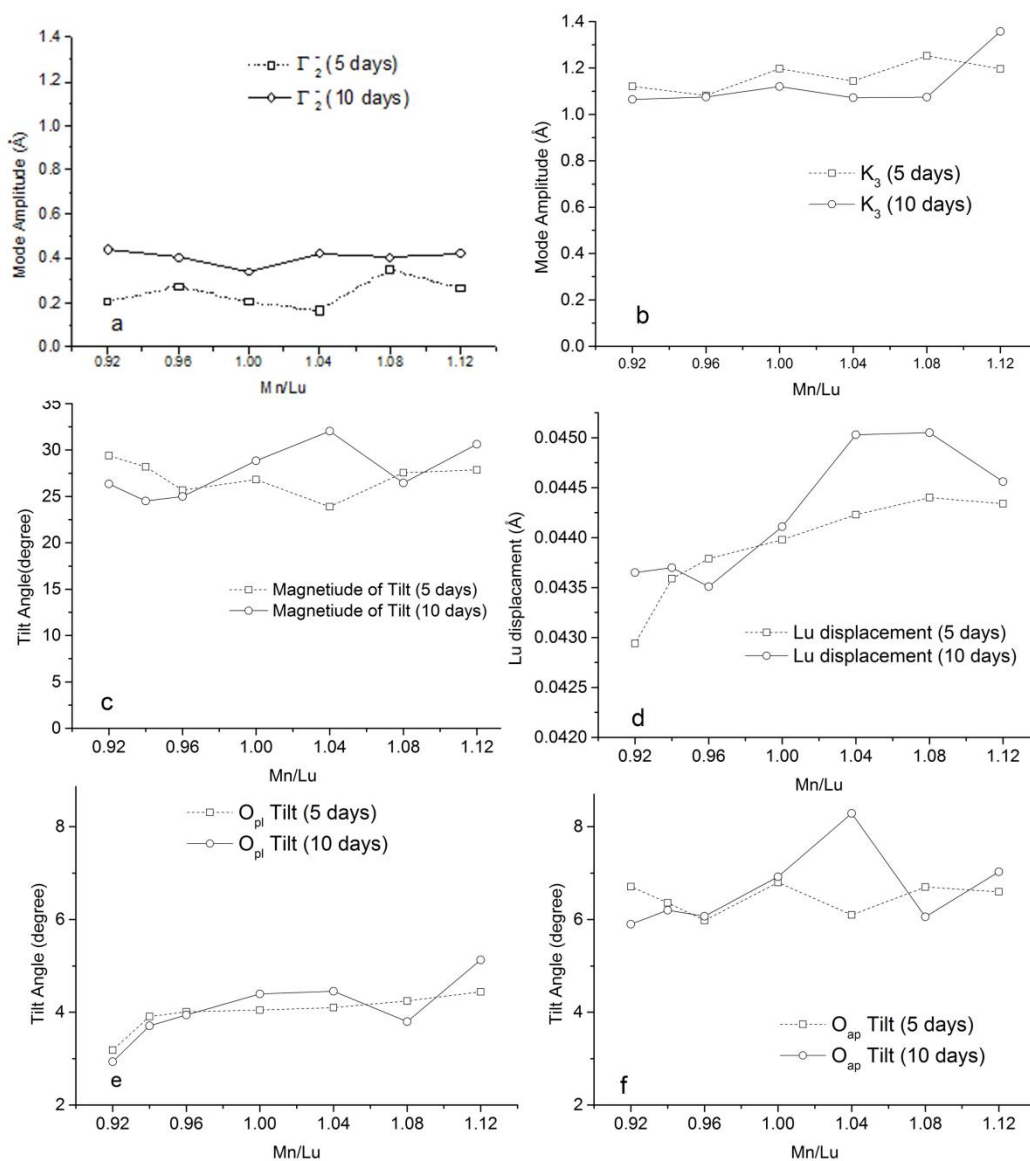 Γ₂⁻ (5 days)
Γ₂⁻ (10 days)
Mode Amplitude (Å)
1.4
1.2
1.0
0.8
0.6
0.4
0.2
0.0
a
0.92 0.96 1.00 1.04 1.08 1.12
Mn/Lu
K₃ (5 days)
K₃ (10 days)
Mode Amplitude (Å)
1.4
1.2
1.0
0.8
0.6
0.4
0.2
0.0
b
0.92 0.96 1.00 1.04 1.08 1.12
Mn/Lu
Magnetiude of Tilt (5 days)
Magnetiude of Tilt (10 days)
Tilt Angle(degree)
35
30
25
20
15
10
5
0
c
0.92 0.96 1.00 1.04 1.08 1.12
Mn/Lu
Lu displacement (5 days)
Lu displacement (10 days)
Lu displacament (Å)
0.0450
0.0445
0.0440
0.0435
0.0430
0.0425
0.0420
d
0.92 0.96 1.00 1.04 1.08 1.12
Mn/Lu
Oₚₗ Tilt (5 days)
Oₚₗ Tilt (10 days)
Tilt Angle (degree)
8
6
4
2
e
0.92 0.96 1.00 1.04 1.08 1.12
Mn/Lu
Oₐₚ Tilt (5 days)
Oₐₚ Tilt (10 days)
Tilt Angle (degree)
8
6
4
2
f
0.92 0.96 1.00 1.04 1.08 1.12
Mn/Lu